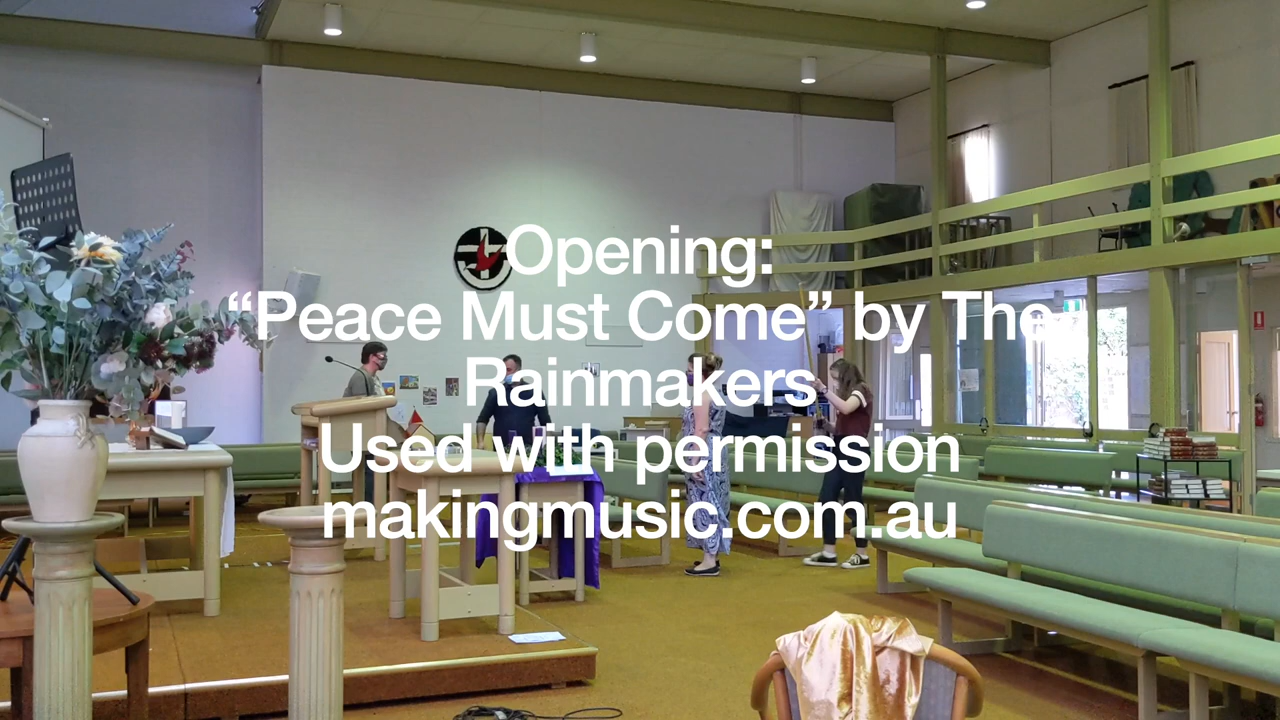 Opening:
“Peace Must Come” by The
Rainmakers
Used with permission
makingmusic.com.au